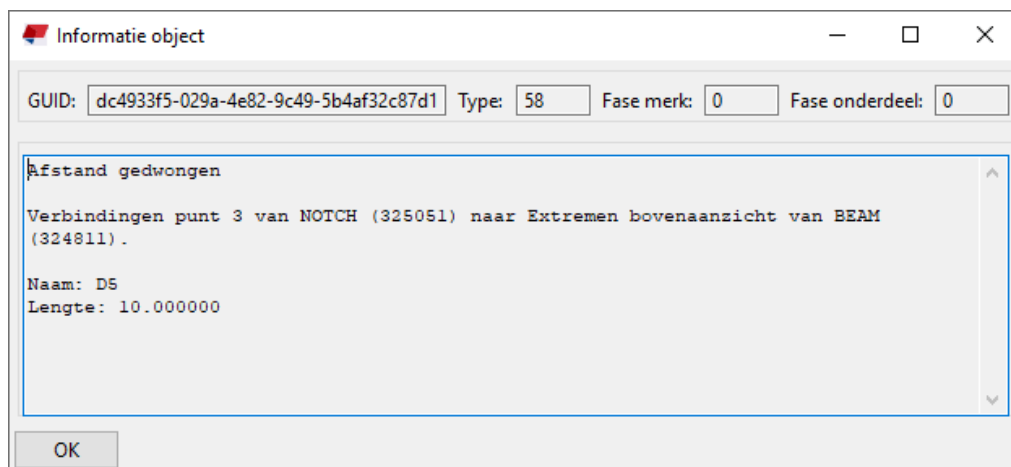 Informatie object
GUID: dc4933f5-029a-4e82-9c49-5b4af32c87d1 Type: 58 Fase merk: 0 Fase onderdeel: 0
Afstand gedwongen
Verbindingen punt 3 van NOTCH (325051) naar Extremen bovenaanzicht van BEAM
(324811).
Naam: D5
Lengte: 10.000000
OK